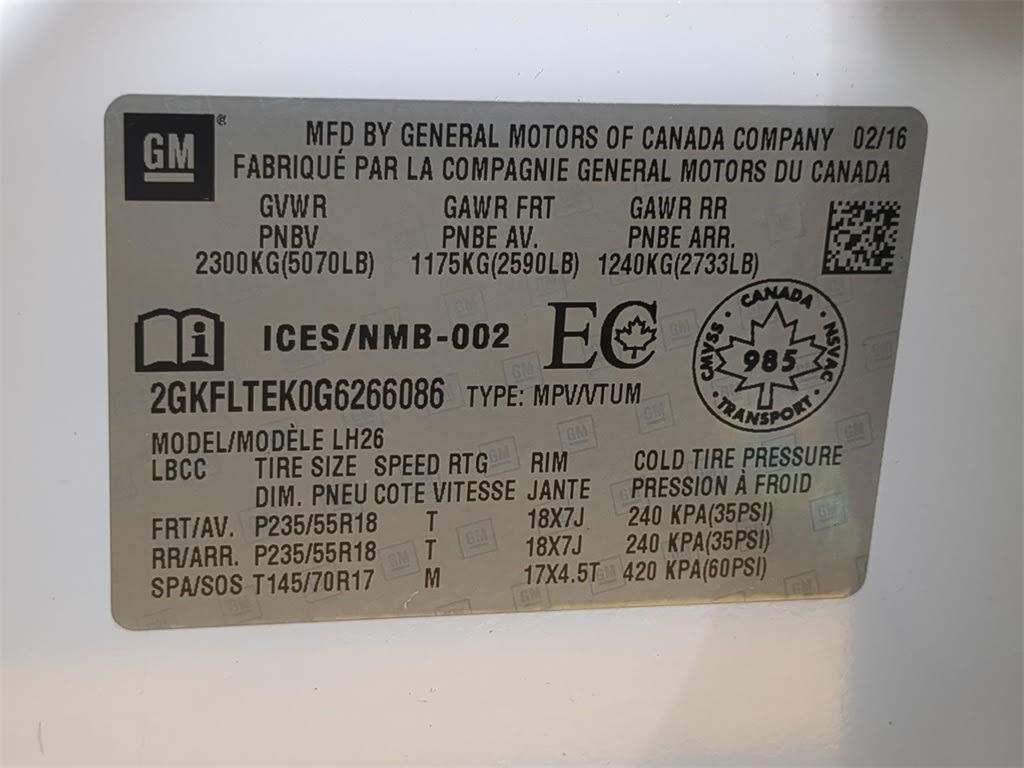 GM ® MFD BY GENERAL MOTORS OF CANADA COMPANY 02/16
FABRIQUÉ PAR LA COMPAGNIE GENERAL MOTORS DU CANADA
GVWR GAWR FRT GAWR RR
PNBV PNBE AV. PNBE ARR.
2300KG(5070LB) 1175KG(2590LB) 1240KG(2733LB)
i ICES/NMB-002 EC
CANADA
CMVSS · NSVAC
985
TRANSPORT
2GKFLTEK0G6266086 TYPE: MPV/VTUM
MODEL/MODÈLE LH26
LBCC TIRE SIZE SPEED RTG RIM COLD TIRE PRESSURE
DIM. PNEU COTE VITESSE JANTE PRESSION À FROID
FRT/AV. P235/55R18 T 18X7J 240 KPA(35PSI)
RR/ARR. P235/55R18 T 18X7J 240 KPA(35PSI)
SPA/SOS T145/70R17 M 17X4.5T 420 KPA(60PSI)